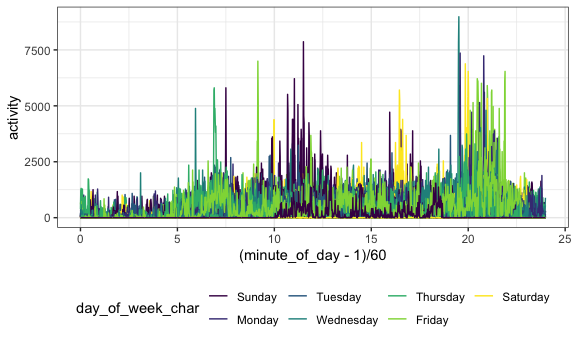 7500
5000
2500
0
activity
0 5 10 15 20 25
(minute_of_day - 1)/60
day_of_week_char
Sunday Tuesday Thursday Saturday
Monday Wednesday Friday